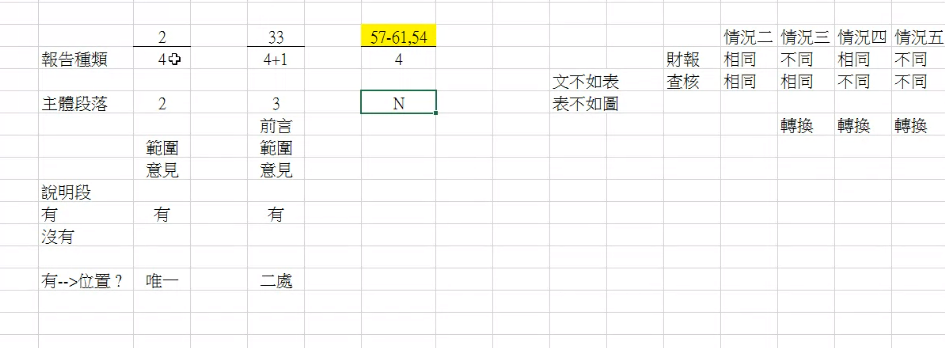 2 33 57-61,54 情況二 情況三 情況四 情況五
報告種類 4 4+1 4 財報 相同 不同 相同 不同
文不如表 查核 相同 相同 不同 不同
主體段落 2 3 N 表不如圖
前言 轉換 轉換 轉換
範圍 範圍
意見 意見
說明段
有 有 有
沒有
有-->位置? 唯一 二處